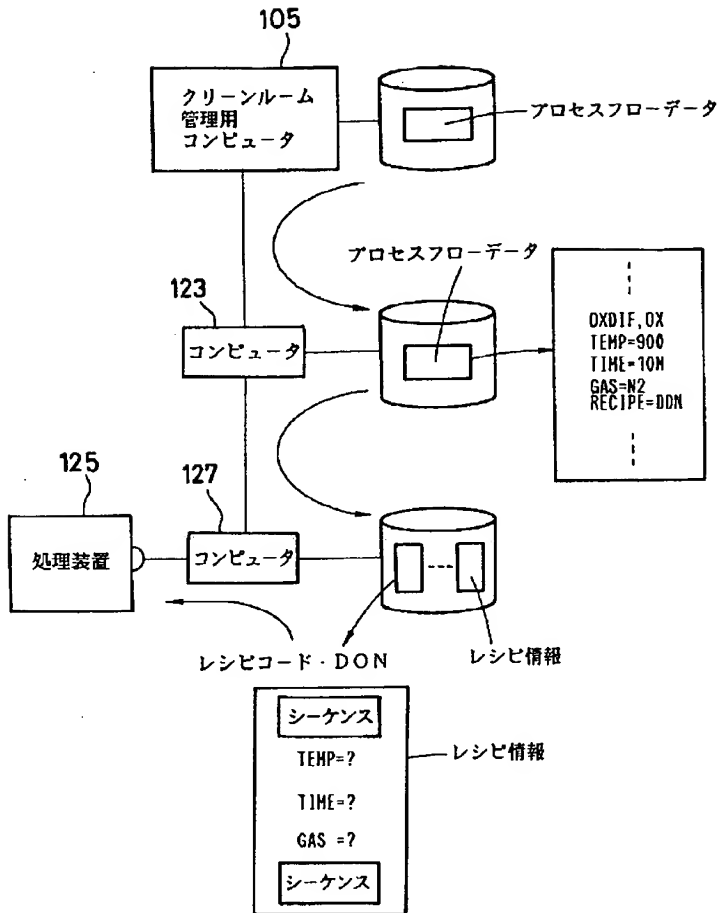 105
クリーンルーム
管理用
コンピュータ
プロセスフローデータ
プロセスフローデータ
123
コンピュータ
OXDIF,OX
TEMP=900
TIME=10M
GAS=N2
RECIPE=DON
125
127
処理装置
コンピュータ
レシピコード・DON
レシピ情報
シーケンス
TEMP=?
レシピ情報
TIME=?
GAS =?
シーケンス